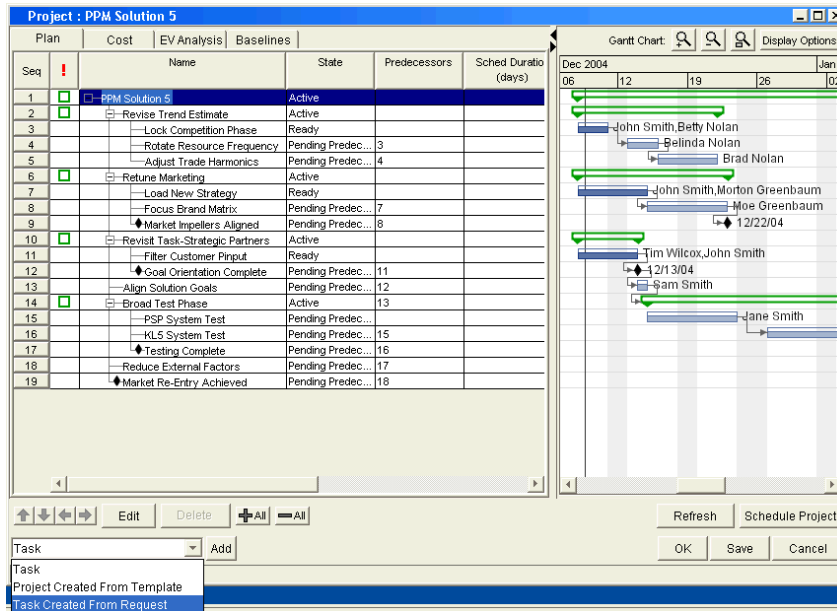 Project : PPM Solution 5
Plan Cost EV Analysis Baselines Gantt Chart: Display Options
Seq ! Name State Predecessors Sched Duratio
(days)
Dec 2004 Jan
06 12 19 26 02
1 PPM Solution 5 Active
2 Revise Trend Estimate Active
3 Lock Competition Phase Ready John Smith,Betty Nolan
4 Rotate Resource Frequency Pending Predec... 3 Belinda Nolan
5 Adjust Trade Harmonics Pending Predec... 4 Brad Nolan
6 Retune Marketing Active
7 Load New Strategy Ready John Smith,Morton Greenbaum
8 Focus Brand Matrix Pending Predec... 7 Moe Greenbaum
9 Market Impellers Aligned Pending Predec... 8 12/22/04
10 Revisit Task-Strategic Partners Active
11 Filter Customer Pinput Ready Tim Wilcox,John Smith
12 Goal Orientation Complete Pending Predec... 11 12/13/04
13 Align Solution Goals Pending Predec... 12 Sam Smith
14 Broad Test Phase Active 13
15 PSP System Test Pending Predec... Jane Smith
16 KL5 System Test Pending Predec... 15
17 Testing Complete Pending Predec... 16
18 Reduce External Factors Pending Predec... 17
19 Market Re-Entry Achieved Pending Predec... 18
Edit Delete All All Refresh Schedule Project
Task Add OK Save Cancel
Task
Project Created From Template
Task Created From Request